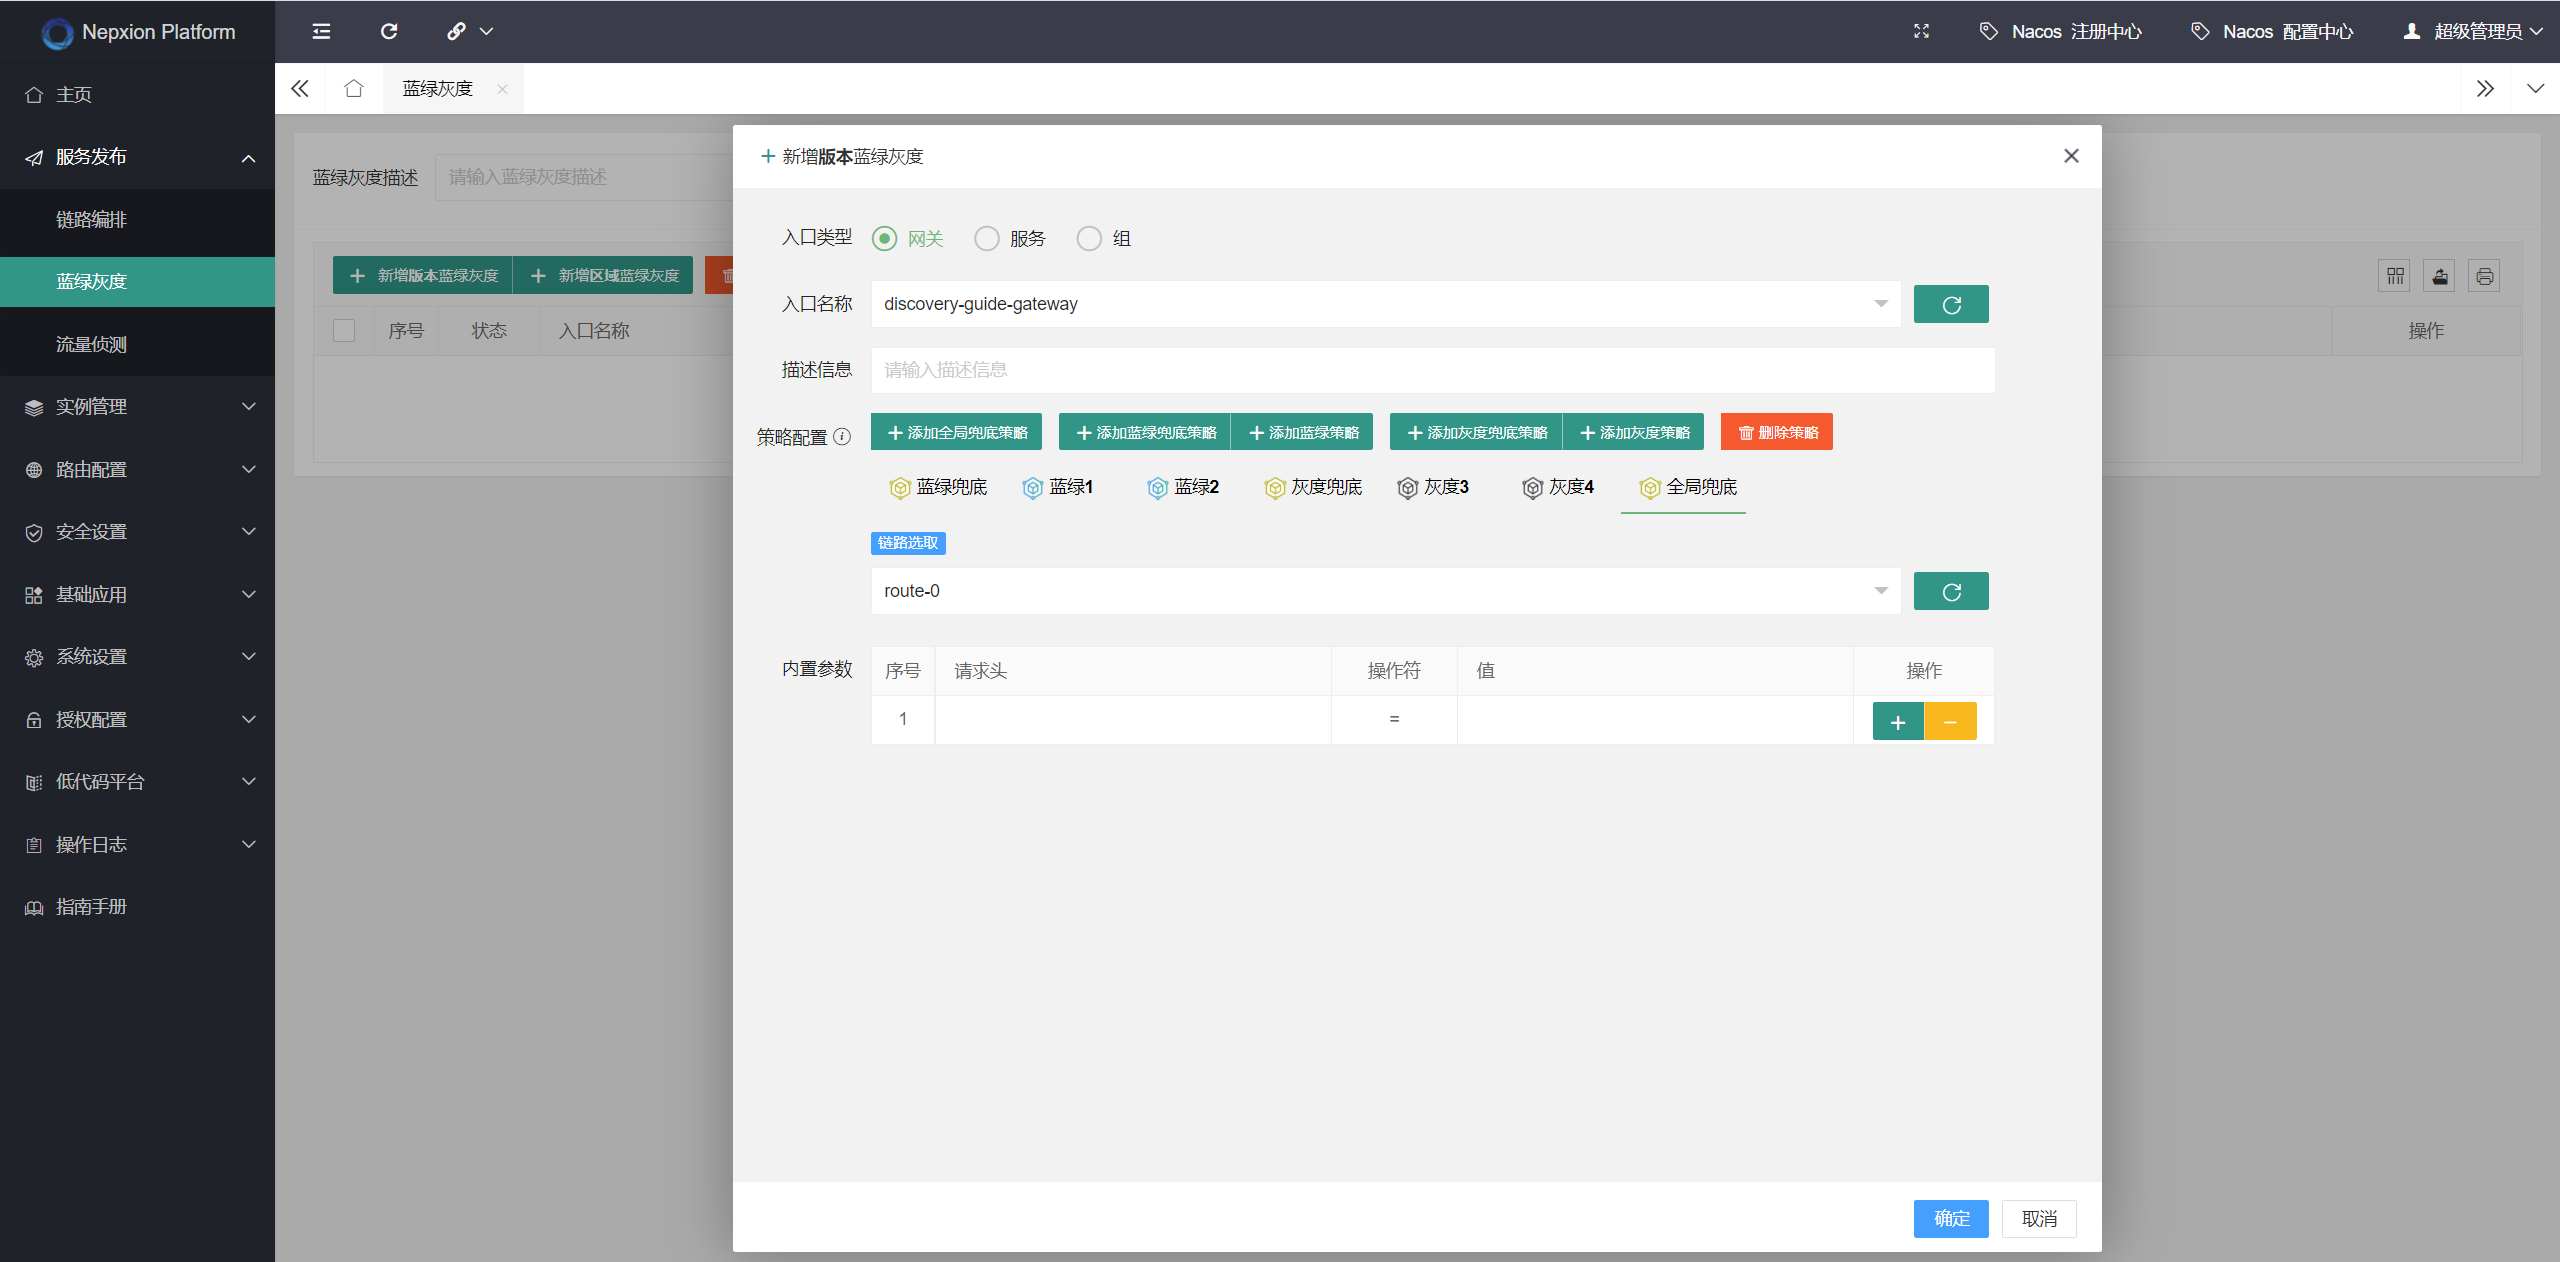 Nepxion Platform
Nacos 注册中心
Nacos 配置中心
超级管理员
主页
服务发布
链路编排
蓝绿灰度
流量侦测
实例管理
路由配置
安全设置
基础应用
系统设置
授权配置
低代码平台
操作日志
指南手册
蓝绿灰度
蓝绿灰度描述 请输入蓝绿灰度描述
新增版本蓝绿灰度 新增区域蓝绿灰度
序号 状态 入口名称 操作
新增版本蓝绿灰度
入口类型 网关 服务 组
入口名称 discovery-guide-gateway
描述信息 请输入描述信息
策略配置 添加全局兜底策略 添加蓝绿兜底策略 添加蓝绿策略 添加灰度兜底策略 添加灰度策略 删除策略
蓝绿兜底 蓝绿1 蓝绿2 灰度兜底 灰度3 灰度4 全局兜底
链路选取
route-0
内置参数 序号 请求头 操作符 值 操作
1 =
确定 取消